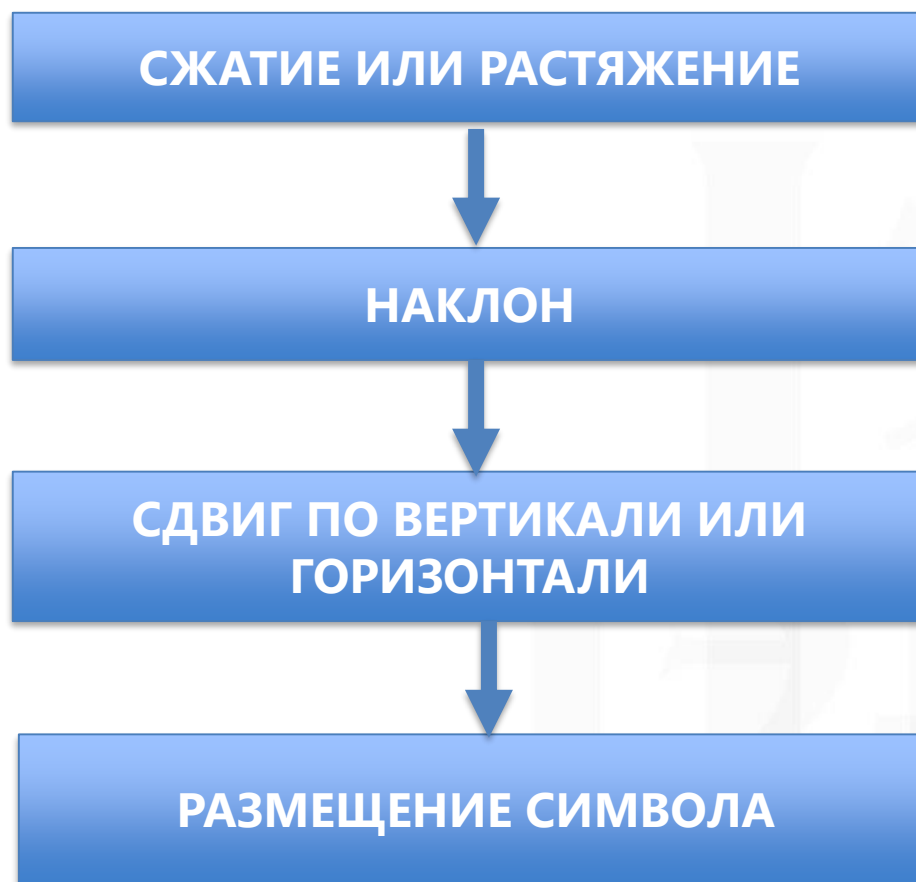 СЖАТИЕ ИЛИ РАСТЯЖЕНИЕ
НАКЛОН
СДВИГ ПО ВЕРТИКАЛИ ИЛИ
ГОРИЗОНТАЛИ
РАЗМЕЩЕНИЕ СИМВОЛА